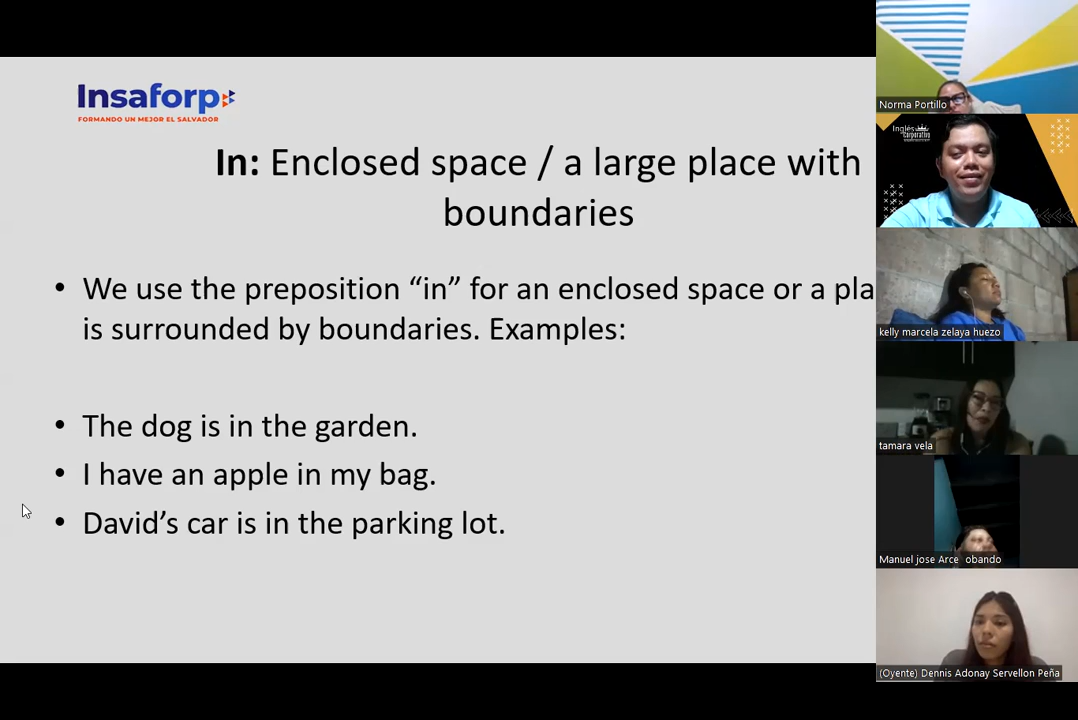 Insaforp
FORMANDO UN MEJOR EL SALVADOR
In: Enclosed space / a large place with
boundaries
• We use the preposition “in” for an enclosed space or a pla
is surrounded by boundaries. Examples:
• The dog is in the garden.
• I have an apple in my bag.
• David’s car is in the parking lot.
Norma Portillo
Inglés
Corporativo
kelly marcela zelaya huezo
tamara vela
Manuel jose Arce obando
(Oyente) Dennis Adonay Servellon Peña